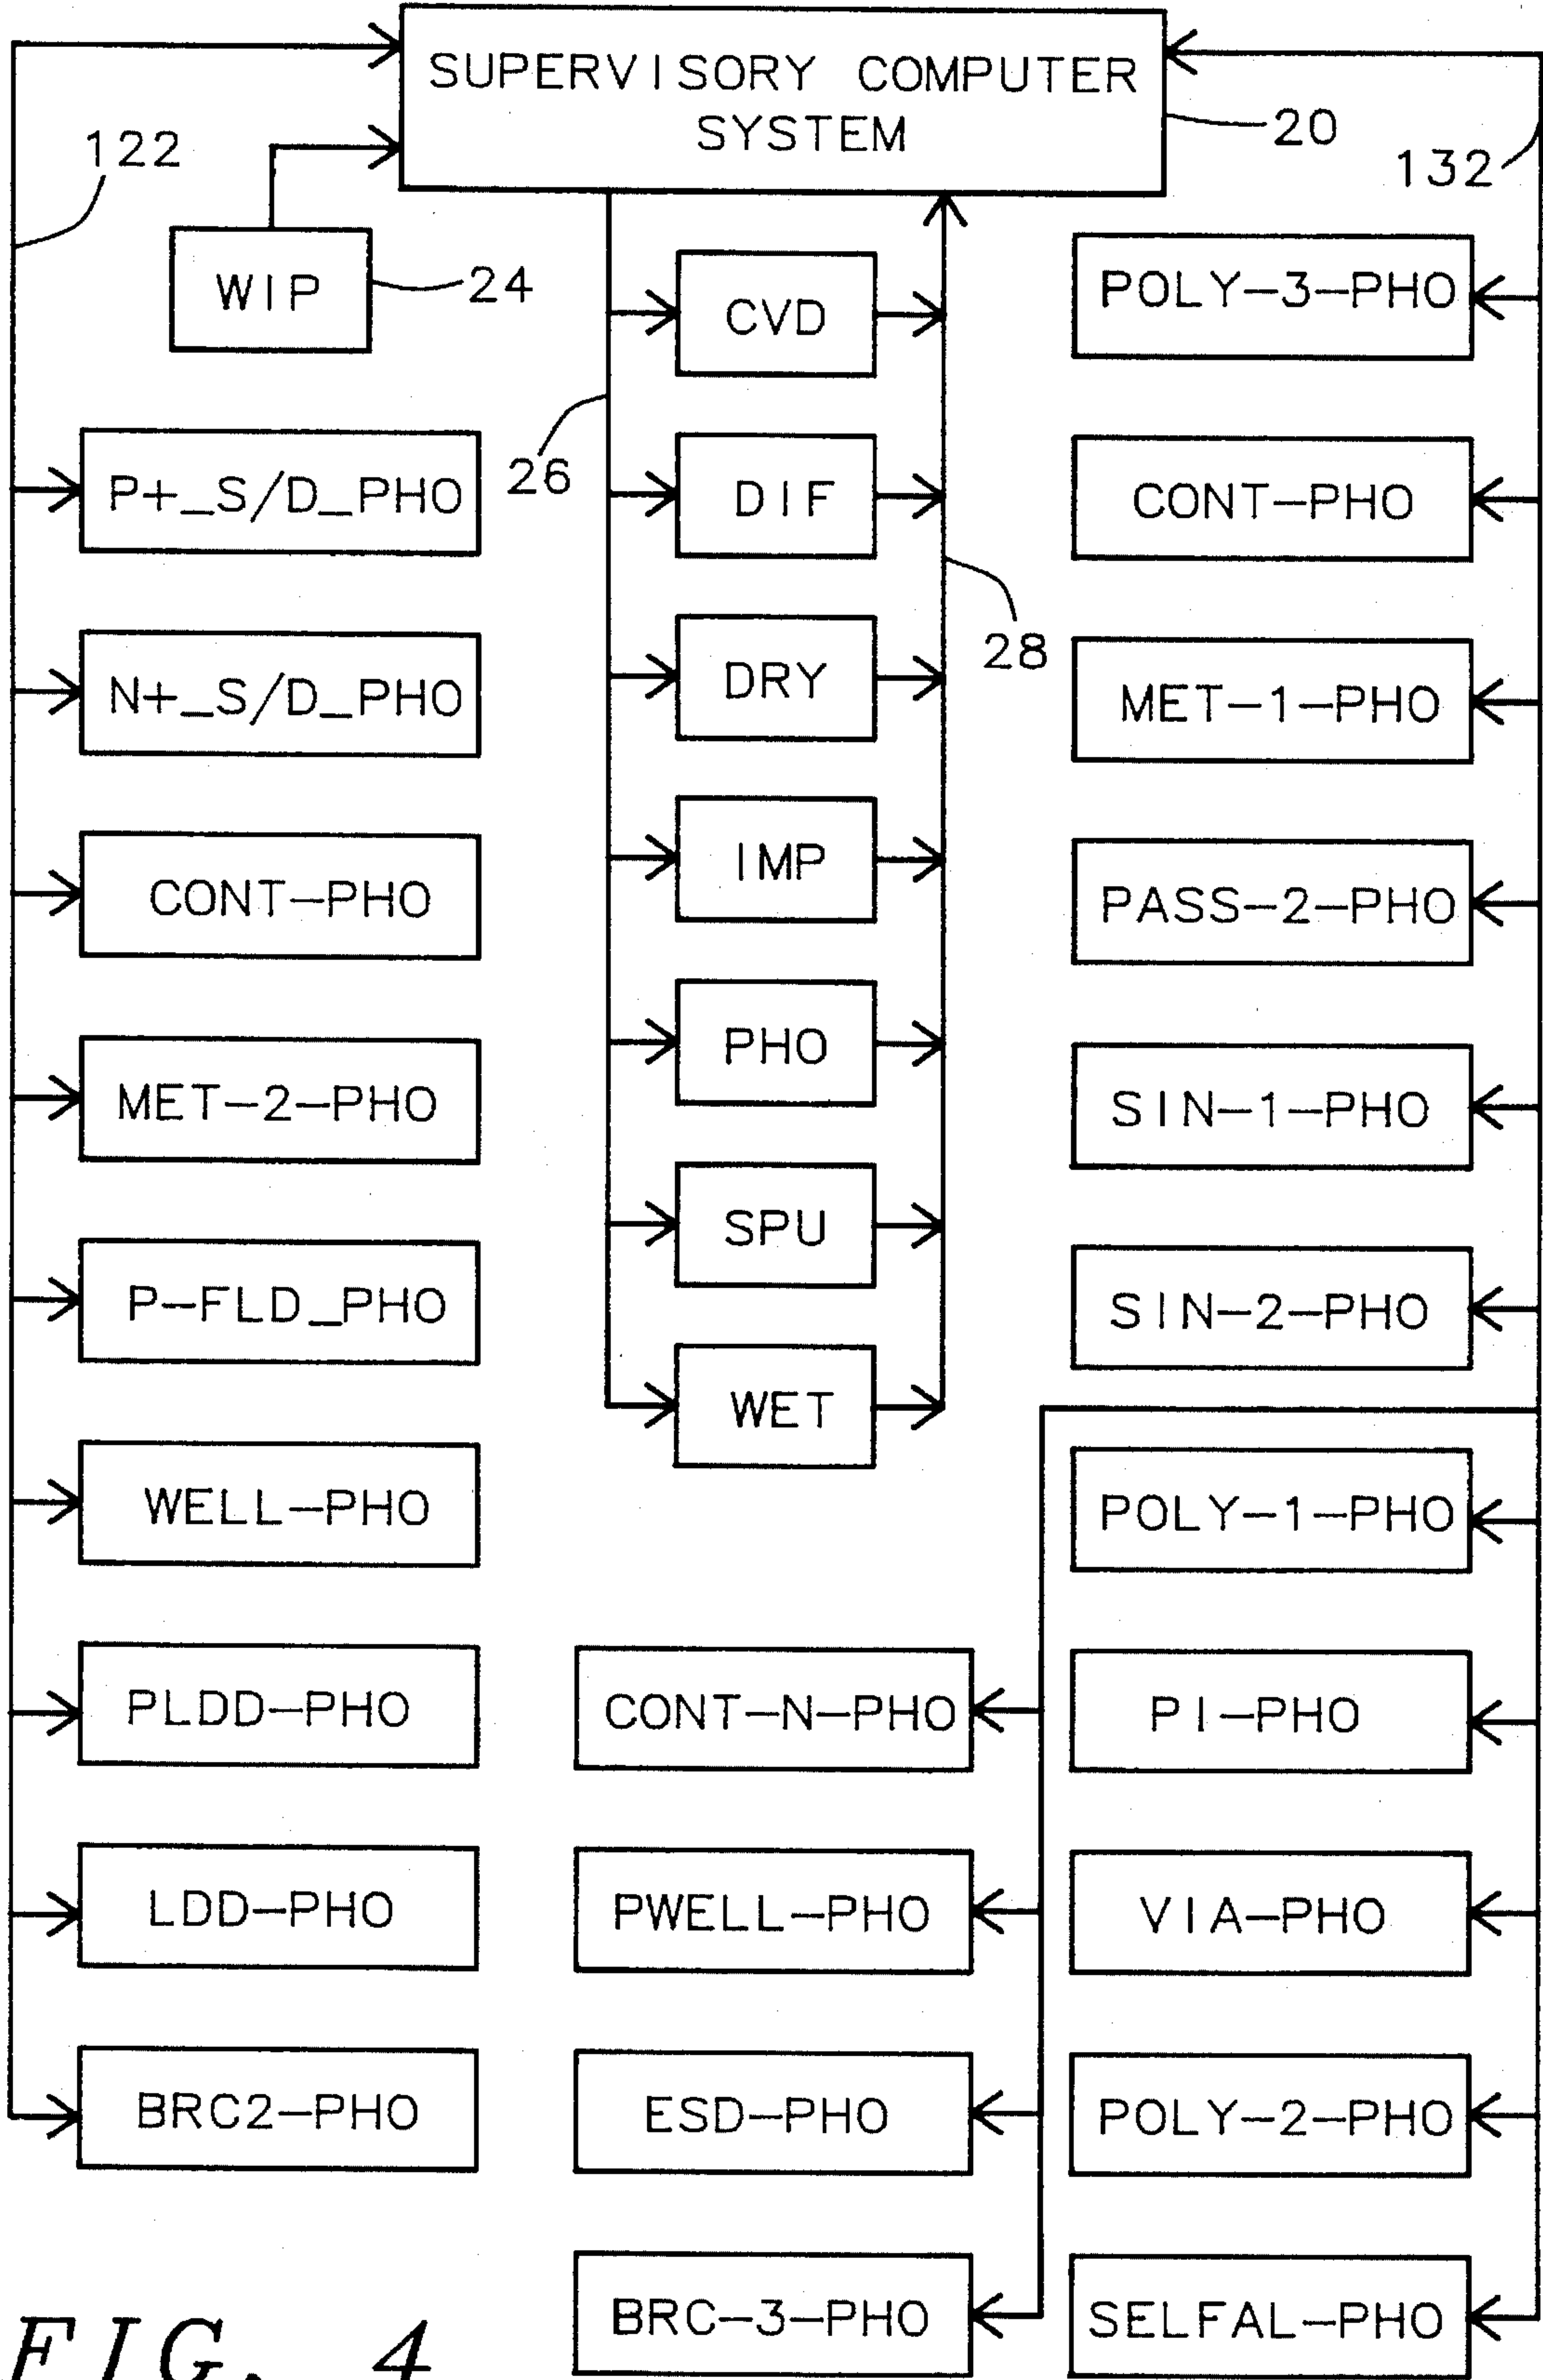 SUPERVISORY COMPUTER
SYSTEM
20
122
132
WIP
24
CVD
POLY-3-PHO
26
P+_S/D_PHO
DIF
CONT-PHO
28
N+_S/D_PHO
DRY
MET-1-PHO
CONT-PHO
IMP
PASS-2-PHO
MET-2-PHO
PHO
SIN-1-PHO
P-FLD_PHO
SPU
SIN-2-PHO
WELL-PHO
WET
POLY-1-PHO
PLDD-PHO
CONT-N-PHO
PI-PHO
LDD-PHO
PWELL-PHO
VIA-PHO
BRC2-PHO
ESD-PHO
POLY-2-PHO
BRC-3-PHO
SELFAL-PHO
FIG. 4